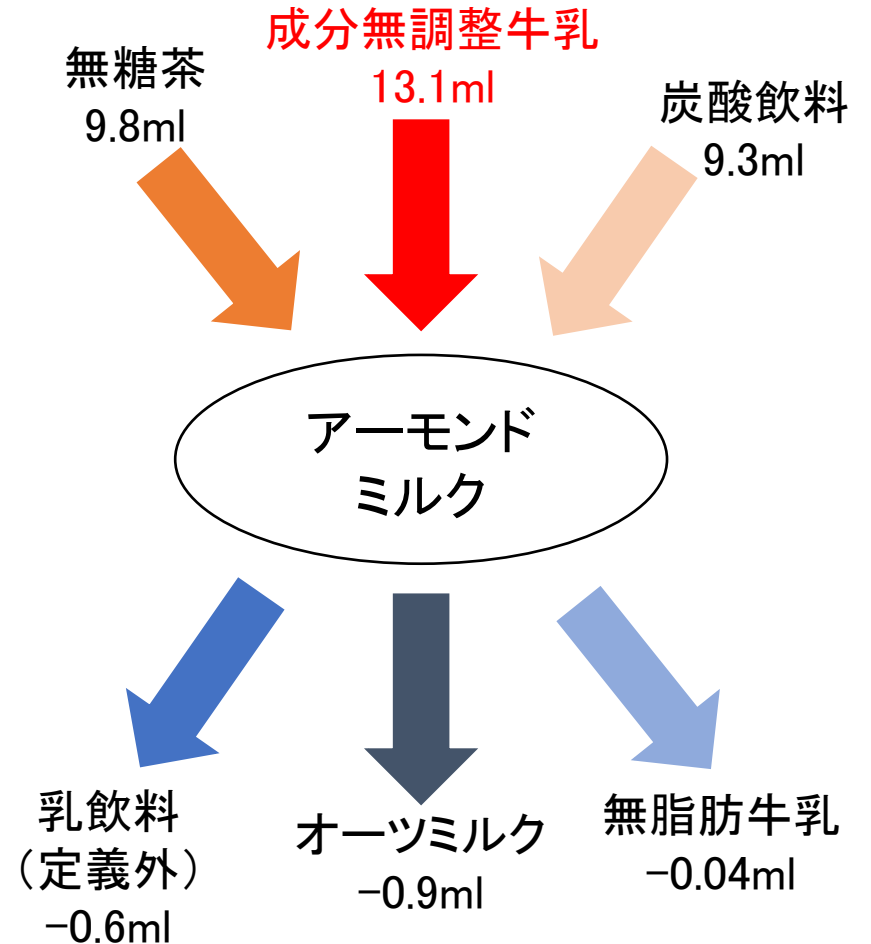 成分無調整牛乳
13.1ml
無糖茶
9.8ml
炭酸飲料
9.3ml
アーモンド
ミルク
乳飲料
（定義外）
-0.6ml
オーツミルク
-0.9ml
無脂肪牛乳
-0.04ml